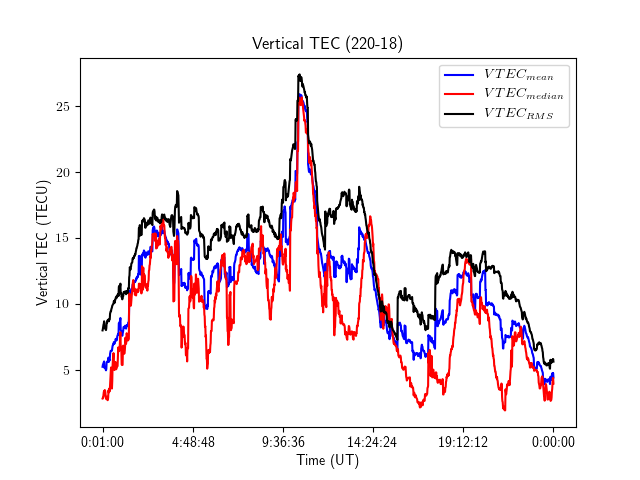 Vertical TEC (220-18)
VTEC_mean
VTEC_median
VTEC_RMS
Vertical TEC (TECU)
25
20
15
10
5
0:01:00 4:48:48 9:36:36 14:24:24 19:12:12 0:00:00
Time (UT)